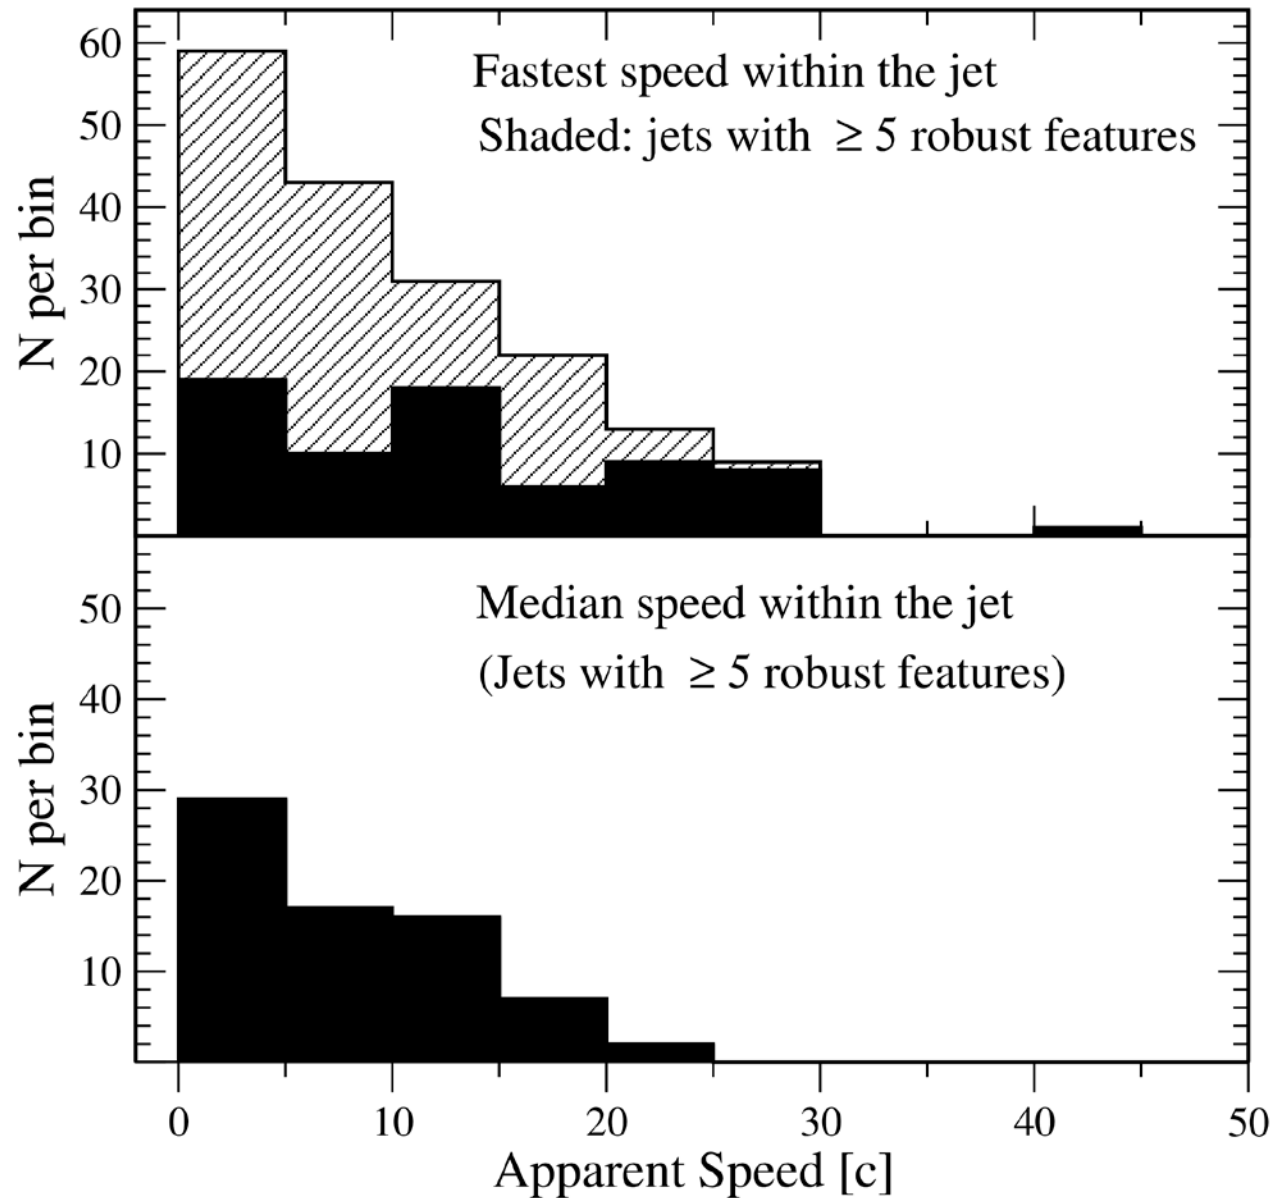 Fastest speed within the jet
Shaded: jets with ≥ 5 robust features
N per bin
60
50
40
30
20
10
Median speed within the jet
(Jets with ≥ 5 robust features)
N per bin
50
40
30
20
10
0 10 20 30 40 50
Apparent Speed [c]